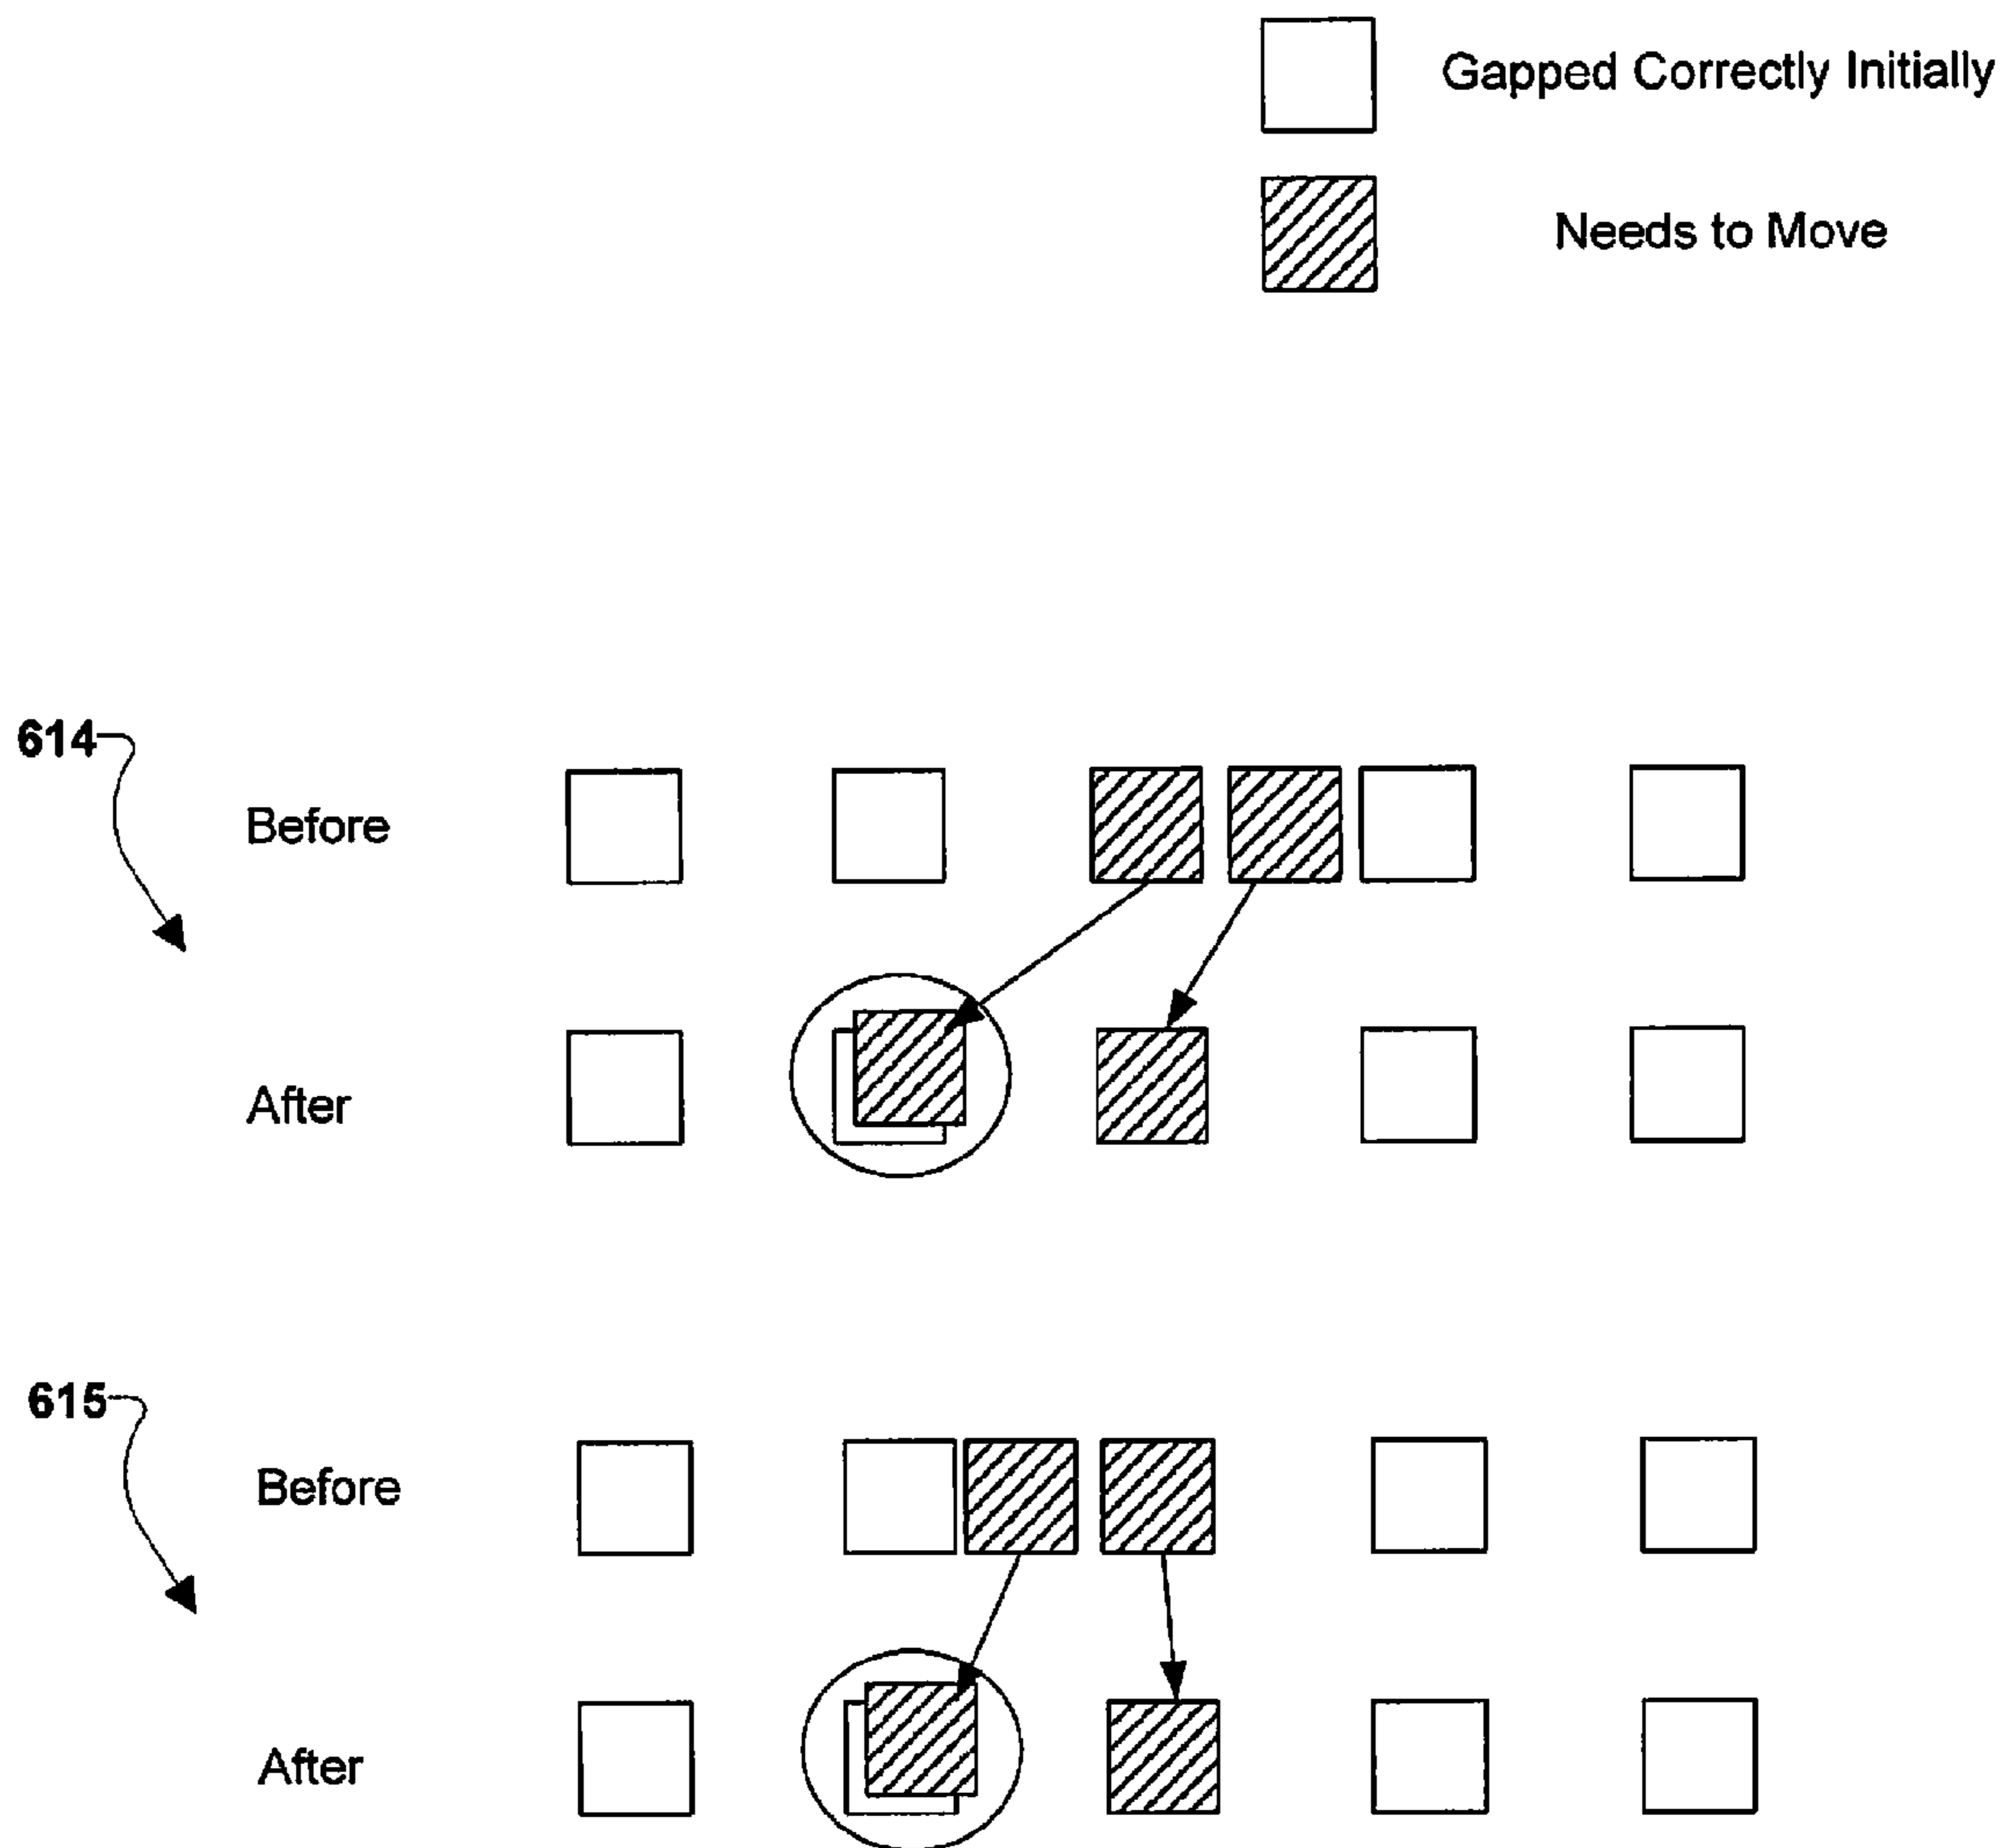 Gapped Correctly Initially
Needs to Move
614
Before
After
615
Before
After